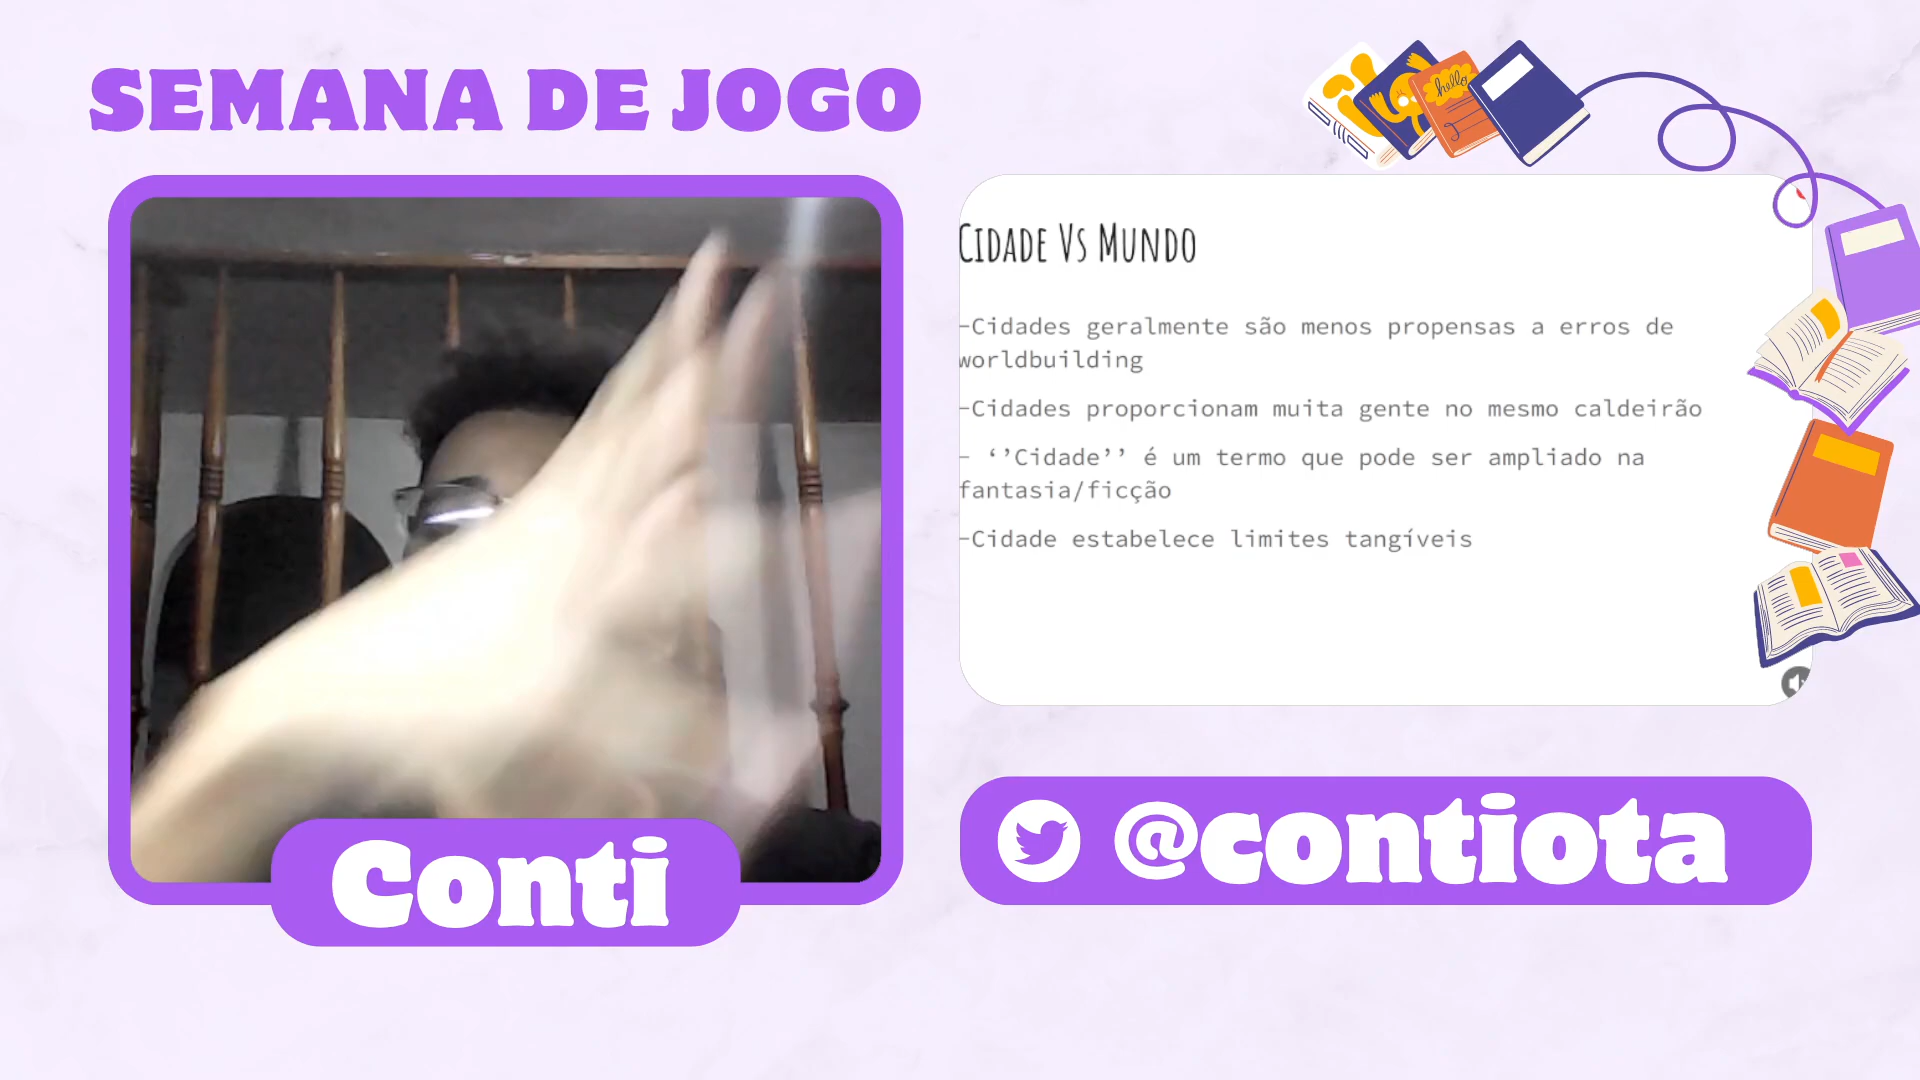 SEMANA DE JOGO
hello
CIDADE VS MUNDO
-Cidades geralmente são menos propensas a erros de
worldbuilding
-Cidades proporcionam muita gente no mesmo caldeirão
- ‘’Cidade’’ é um termo que pode ser ampliado na
fantasia/ficção
-Cidade estabelece limites tangíveis
Conti
@contiota